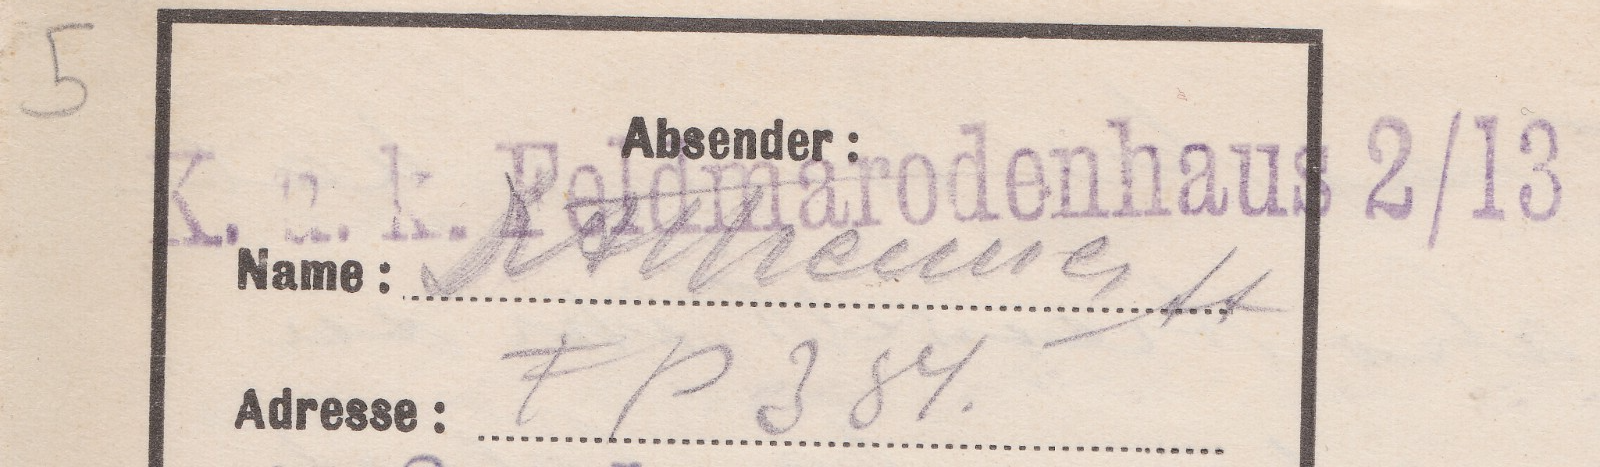 5
Absender:
K. u. k. Feldmarodenhaus 2/13
Name:
Adresse: FP 384.